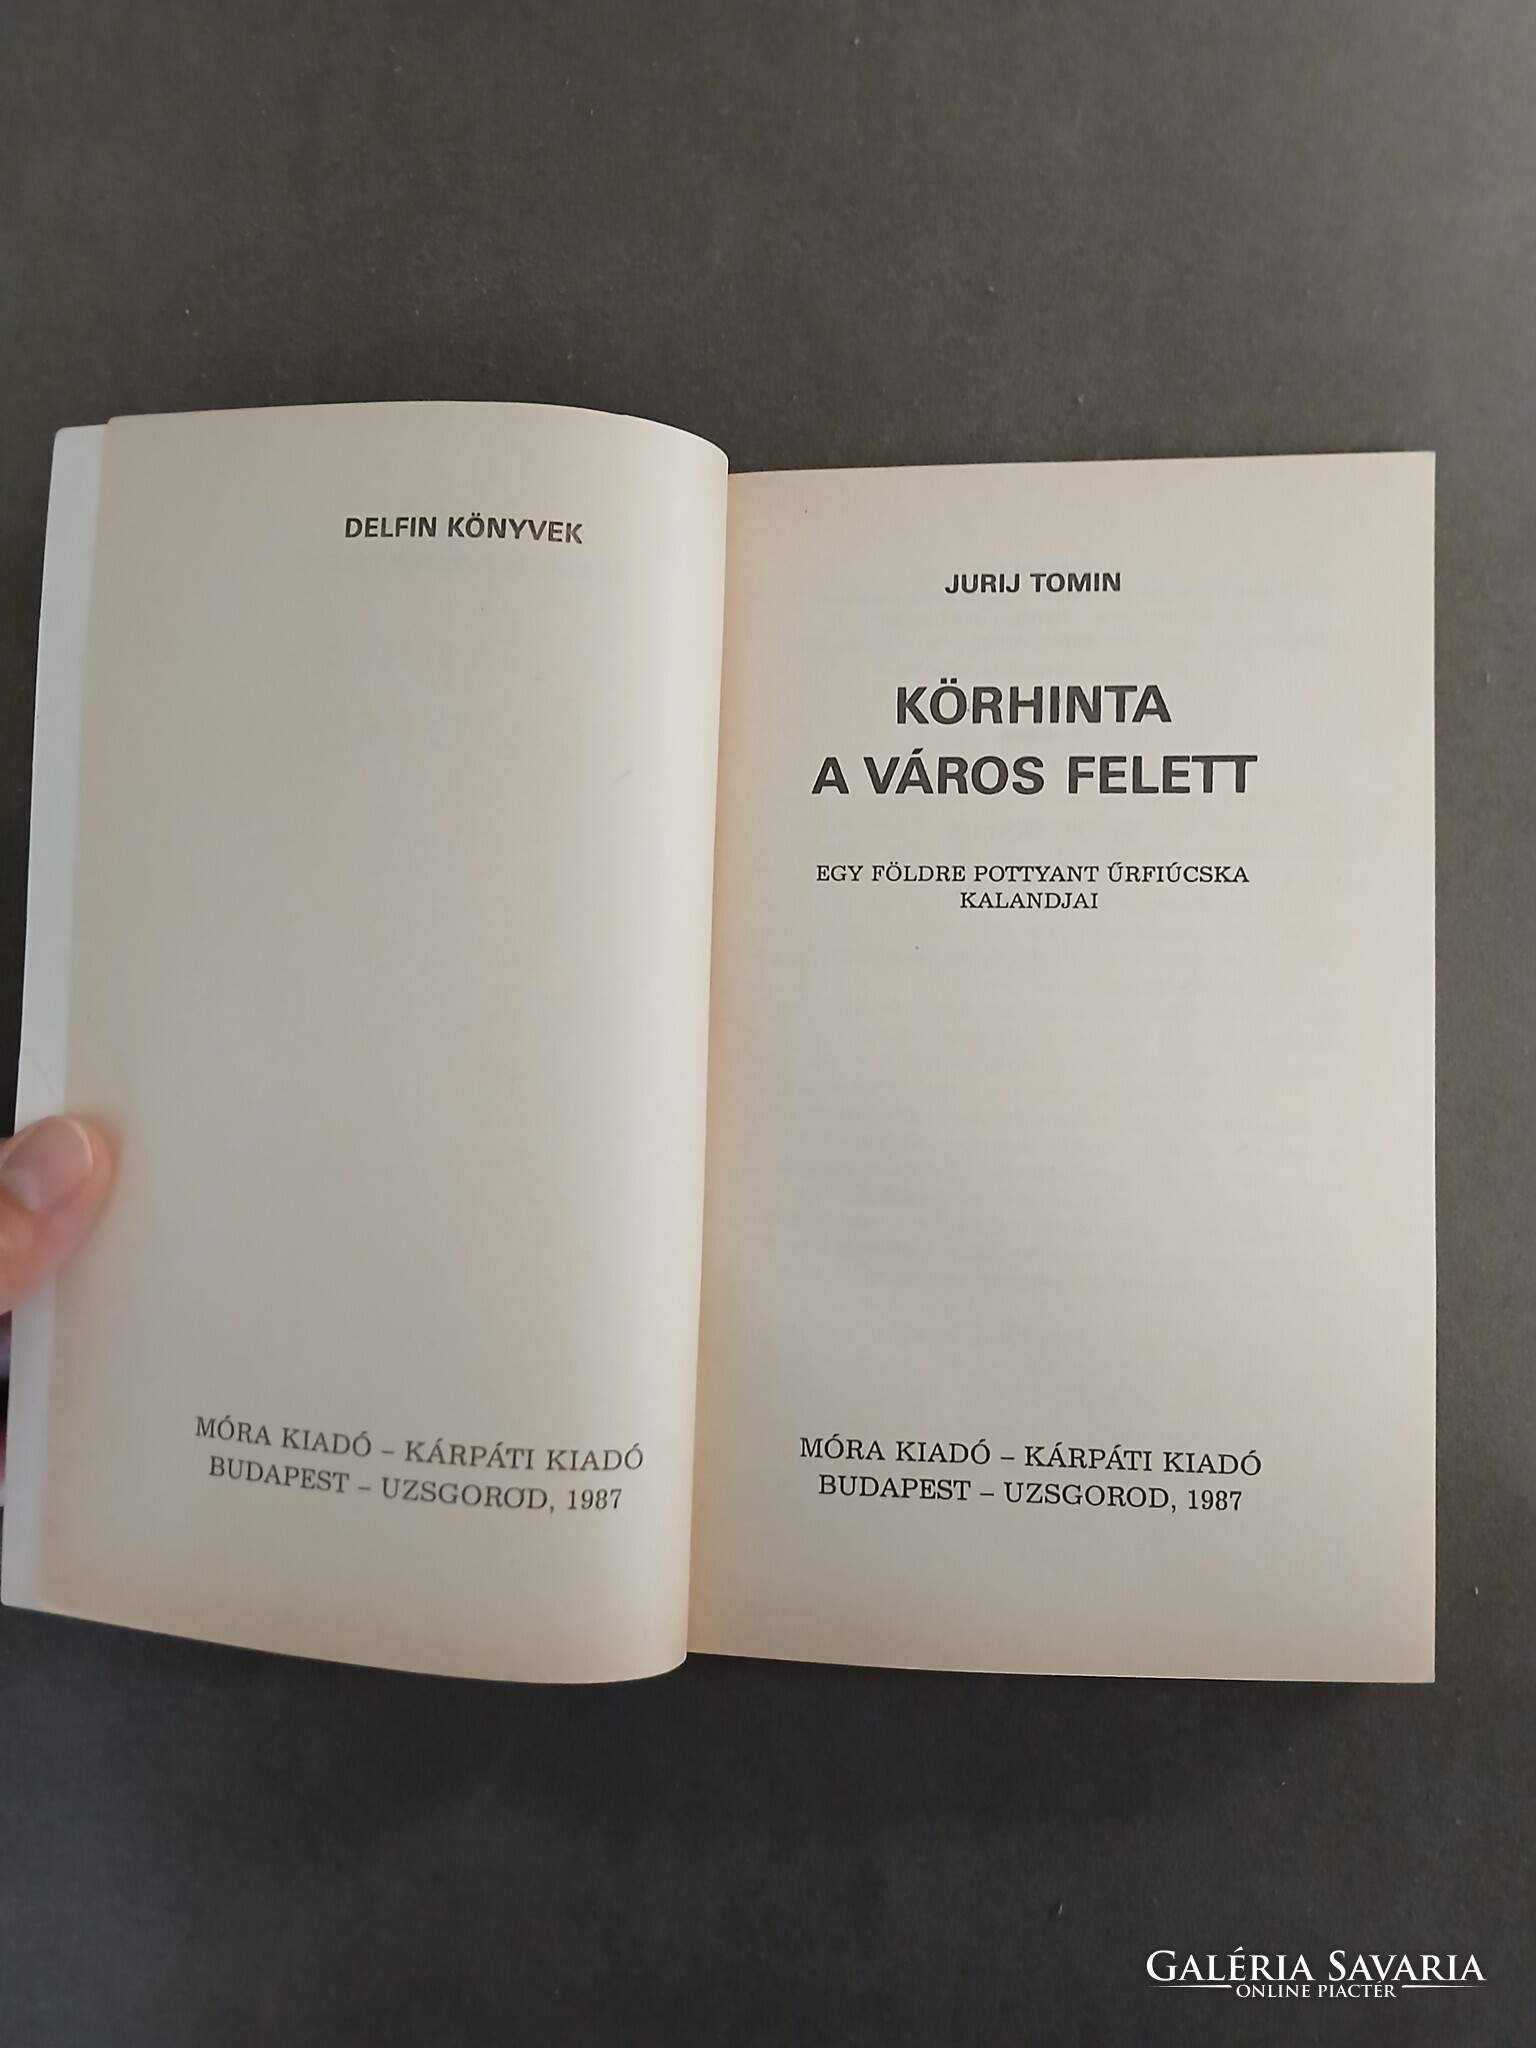 DELFIN KÖNYVEK
MÓRA KIADÓ – KÁRPÁTI KIADÓ
BUDAPEST – UZSGOROD, 1987
JURIJ TOMIN
KÖRHINTA
A VÁROS FELETT
EGY FÖLDRE POTTYANT ŰRFIÚCSKA
KALANDJAI
MÓRA KIADÓ – KÁRPÁTI KIADÓ
BUDAPEST – UZSGOROD, 1987
GALÉRIA SAVARIA
ONLINE PIACTÉR